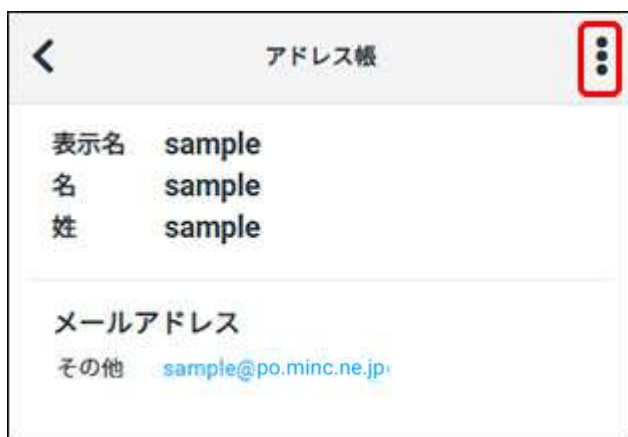 アドレス帳
表示名 sample
名 sample
姓 sample
メールアドレス
その他 sample@po.minc.ne.jp